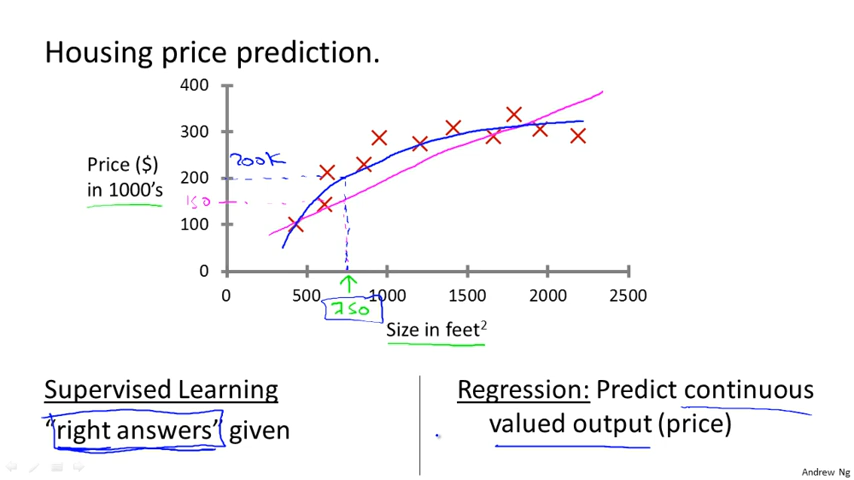 Housing price prediction.
400
300
200K
Price ($)
in 1000's
200
150
100
0
0 500 1000 1500 2000 2500
750
Size in feet²
Supervised Learning
"right answers" given
Regression: Predict continuous
valued output (price)
Andrew Ng